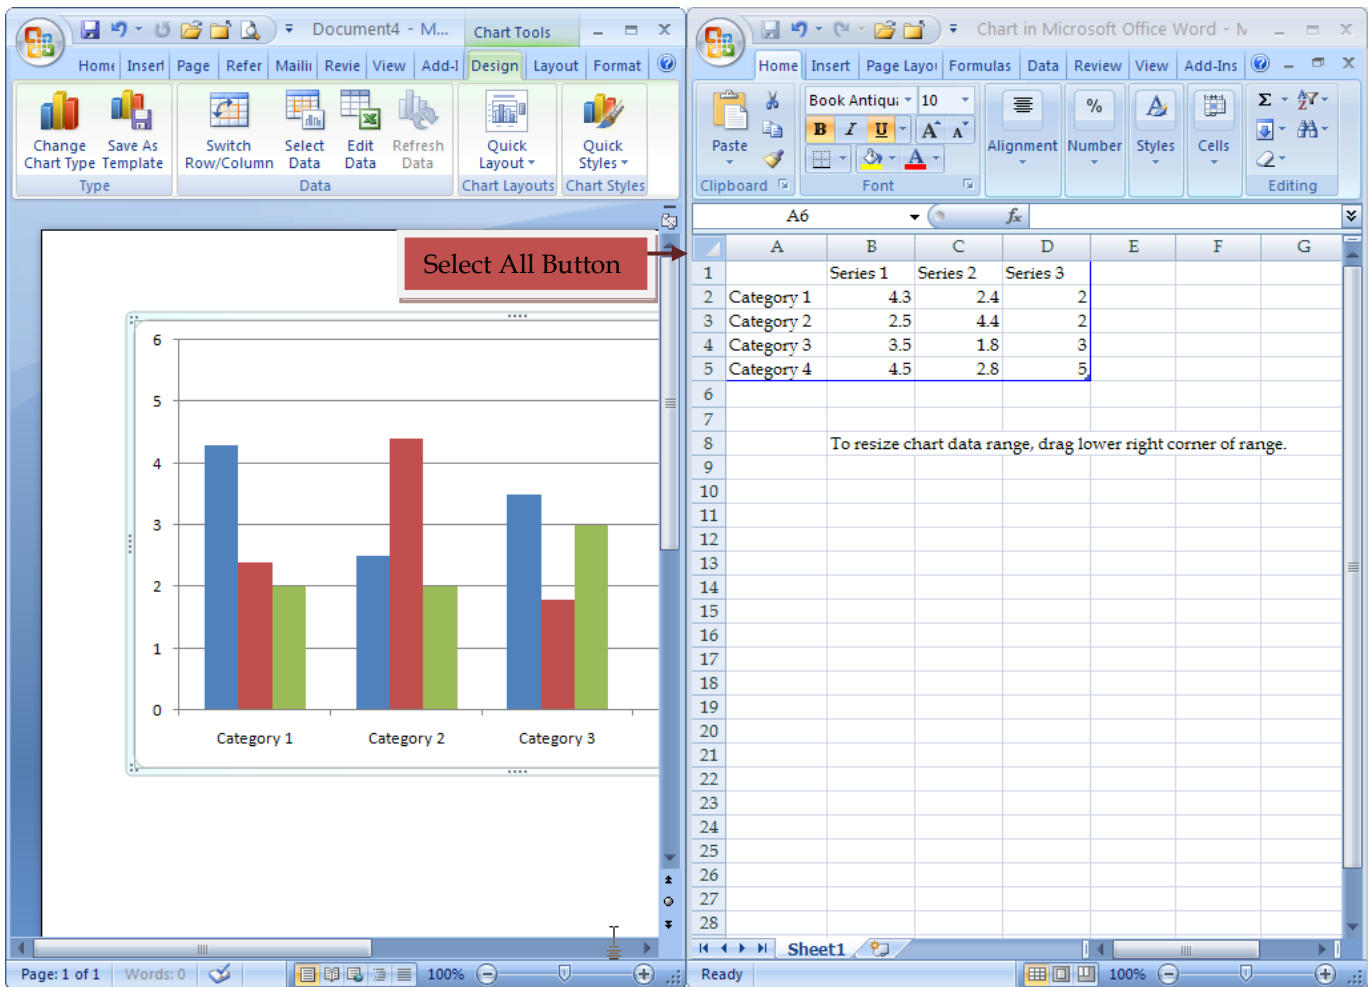 Document4 - M...
Chart Tools
Home Insert Page Refer Mailin Revie View Add-I Design Layout Format
Change Chart Type
Save As Template
Switch Row/Column
Select Data
Edit Data
Refresh Data
Quick Layout
Quick Styles
Type
Data
Chart Layouts
Chart Styles
Select All Button
6
5
4
3
2
1
0
Category 1 Category 2 Category 3
Page: 1 of 1 Words: 0 100%
Chart in Microsoft Office Word - M
Home Insert Page Layou Formulas Data Review View Add-Ins
Paste
Book Antiqua 10
B I U A A
A
Alignment
%
Number
Styles
Cells
Σ
Clipboard
Font
Editing
A6 fx
A B C D E F G
1 Series 1 Series 2 Series 3
2 Category 1 4.3 2.4 2
3 Category 2 2.5 4.4 2
4 Category 3 3.5 1.8 3
5 Category 4 4.5 2.8 5
6
7
8 To resize chart data range, drag lower right corner of range.
9
10
11
12
13
14
15
16
17
18
19
20
21
22
23
24
25
26
27
28
Sheet1
Ready 100%